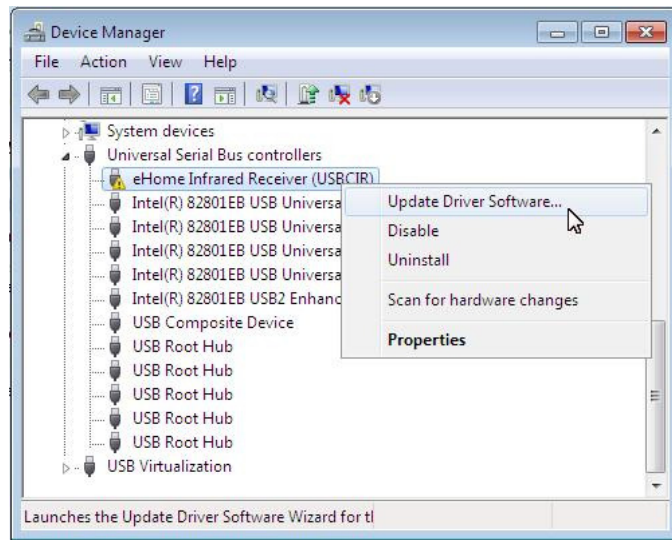 Device Manager
File Action View Help
System devices
Universal Serial Bus controllers
eHome Infrared Receiver (USBCIR)
Intel(R) 82801EB USB Universa
Update Driver Software...
Intel(R) 82801EB USB Universa
Disable
Intel(R) 82801EB USB Universa
Uninstall
Intel(R) 82801EB USB Universa
Intel(R) 82801EB USB2 Enhanc
Scan for hardware changes
USB Composite Device
USB Root Hub
Properties
USB Root Hub
USB Root Hub
USB Root Hub
USB Root Hub
USB Virtualization
Launches the Update Driver Software Wizard for tl